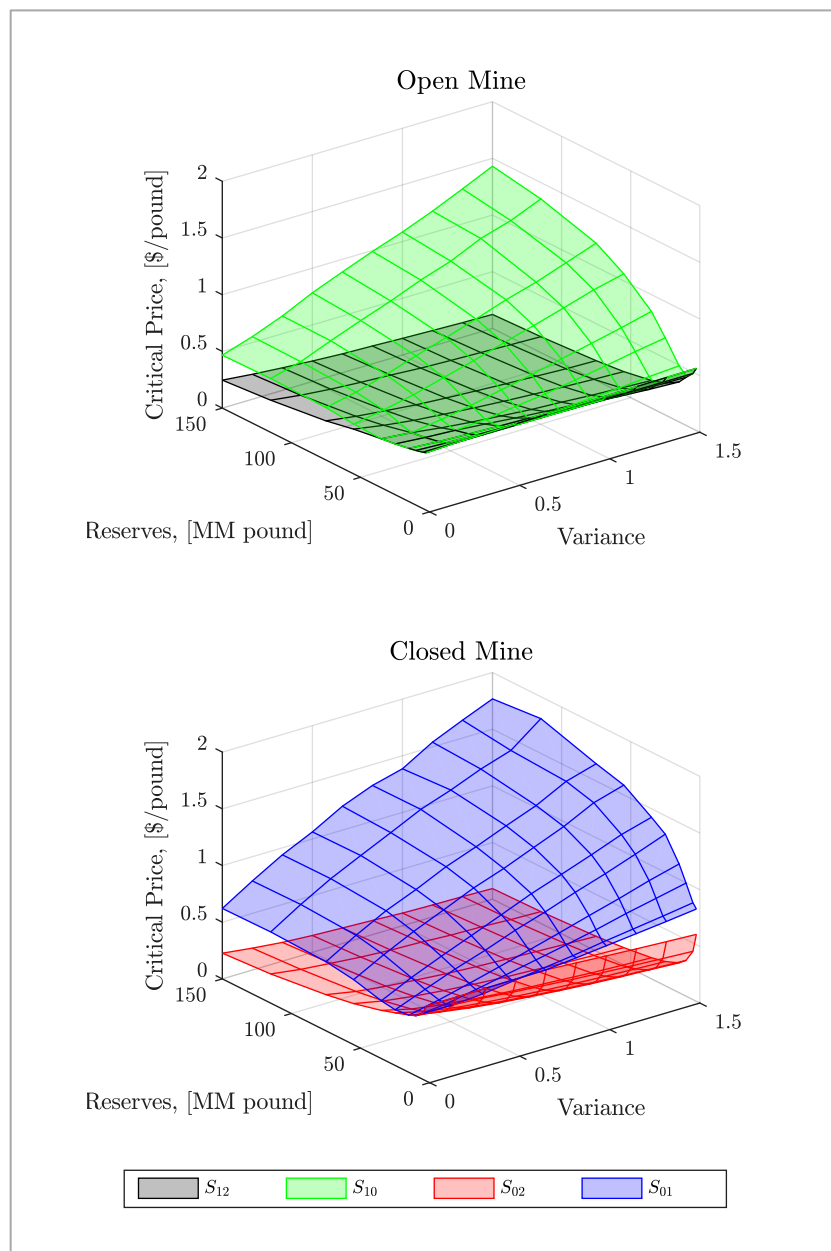 Open Mine
Critical Price, [$/pound]
2
1.5
1
0.5
0
150
100
50
0
Reserves, [MM pound]
0
0.5
1
1.5
Variance
Closed Mine
Critical Price, [$/pound]
2
1.5
1
0.5
0
150
100
50
0
Reserves, [MM pound]
0
0.5
1
1.5
Variance
S12 S10 S02 S01